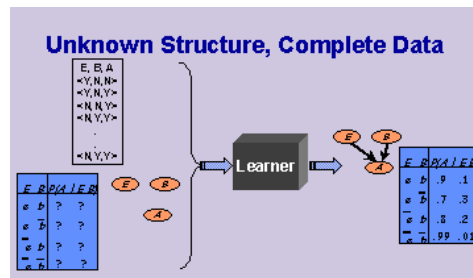 Unknown Structure, Complete Data
E, B, A
<Y,N,N>
<Y,N,Y>
<N,N,Y>
<N,Y,Y>
.
.
<N,Y,Y>
E B P(A | E,B)
e b ? ?
e b̅ ? ?
e̅ b ? ?
e̅ b̅ ? ?
E
B
A
Learner
E
B
A
E B P(A | E,B)
e b .9 .1
e b̅ .7 .3
e̅ b .8 .2
e̅ b̅ .99 .01